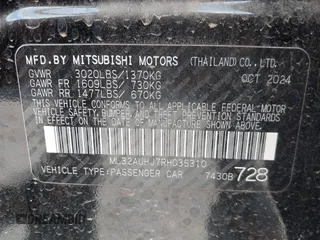 MFD.BY MITSUBISHI MOTORS (THAILAND)CO.,LTD.
GVWR 3020LBS/1370KG OCT 2024
GAWR FR 1609LBS/ 730KG
GAWR RR 1477LBS/ 670KG
THIS VEHICLE CONFORMS TO ALL APPLICABLE FEDERAL MOTOR
VEHICLE SAFETY, BUMPER, AND THEFT PREVENTION STANDARDS
IN EFFECT ON THE DATE OF MANUFACTURE SHOWN ABOVE.
ML32AUHJ7RH035310
VEHICLE TYPE:PASSENGER CAR 7430B 728